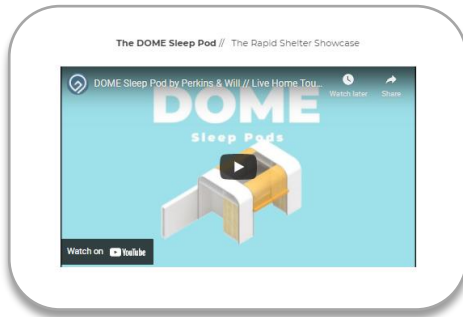 The DOME Sleep Pod // The Rapid Shelter Showcase
DOME Sleep Pod by Perkins & Will // Live Home Tou...
Watch later
Share
DOME
Sleep Pods
Watch on YouTube